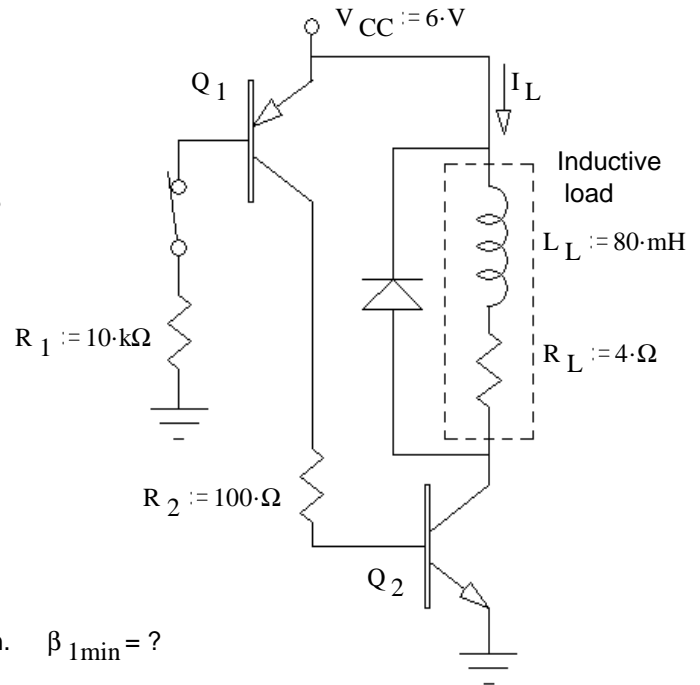 V CC := 6·V
Q 1
I L
Inductive
load
L L := 80·mH
R 1 := 10·kΩ
R L := 4·Ω
R 2 := 100·Ω
Q 2
n. β 1min = ?